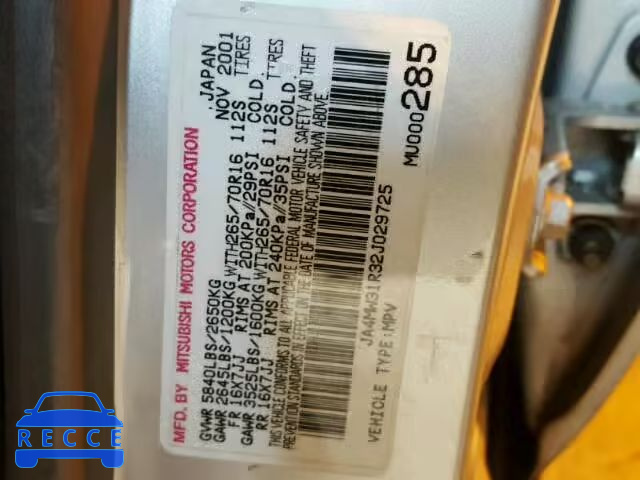 MFD. BY MITSUBISHI MOTORS CORPORATION JAPAN
GVWR 5840LBS/2650KG NOV 2001
GAWR 2645LBS/1200KG WITH265/70R16 112S TIRES
FR 16X7JJ RIMS AT 200KPa/29PSI COLD.
GAWR 3525LBS/1600KG WITH265/70R16 112S TIRES
RR 16X7JJ RIMS AT 240KPa/35PSI COLD.
THIS VEHICLE CONFORMS TO ALL APPLICABLE FEDERAL MOTOR VEHICLE SAFETY AND THEFT
PREVENTION STANDARDS IN EFFECT ON THE DATE OF MANUFACTURE SHOWN ABOVE.
JA4MW31R32J029725
VEHICLE TYPE:MPV MU000285
RECCE